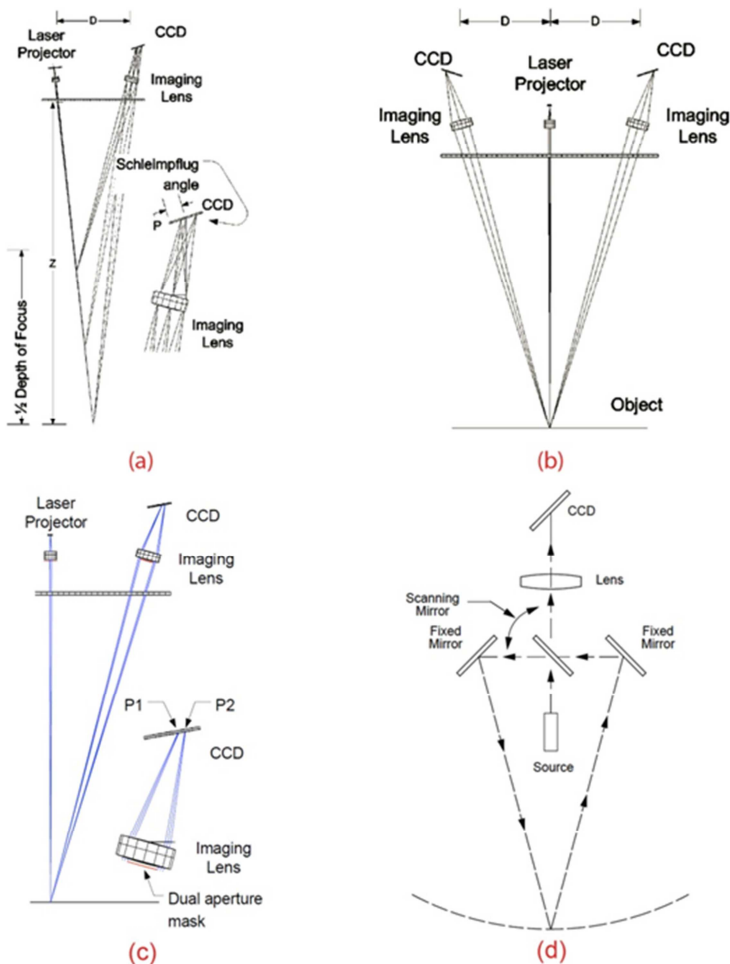 D
Laser
Projector
CCD
Imaging
Lens
Schleimpflug
angle
P
CCD
Z
Imaging
Lens
½ Depth of Focus
(a)
D
D
CCD
CCD
Laser
Projector
Imaging
Lens
Imaging
Lens
Object
(b)
Laser
Projector
CCD
Imaging
Lens
P1
P2
CCD
Imaging
Lens
Dual aperture
mask
(c)
CCD
Lens
Scanning
Mirror
Fixed
Mirror
Fixed
Mirror
Source
(d)